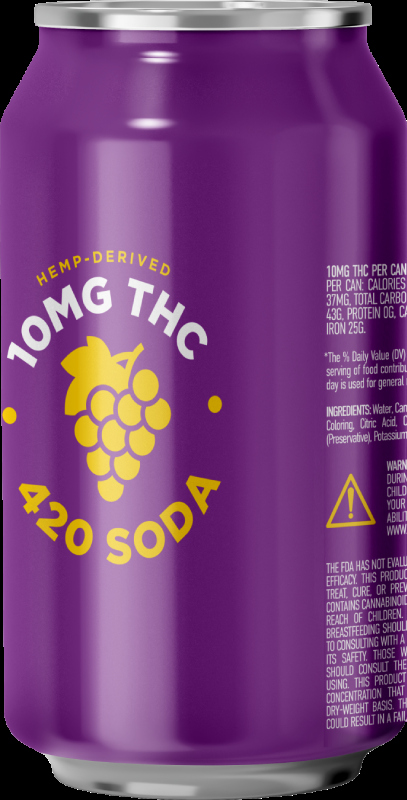 HEMP-DERIVED
10MG THC
420 SODA
10MG THC PER CAN
PER CAN: CALORIES
37MG, TOTAL CARBO
43G, PROTEIN 0G, CA
IRON 25G.
*The % Daily Value (DV)
serving of food contribu
day is used for general
INGREDIENTS: Water, Can
Coloring, Citric Acid, C
(Preservative), Potassium
WARN
DURIN
CHILD
YOUR
ABILIT
WWW.
THE FDA HAS NOT EVALU
EFFICACY. THIS PRODUC
TREAT, CURE, OR PREV
CONTAINS CANNABINOID
REACH OF CHILDREN.
BREASTFEEDING SHOUL
TO CONSULTING WITH A
ITS SAFETY. THOSE W
SHOULD CONSULT THE
USING. THIS PRODUCT
CONCENTRATION THAT
DRY-WEIGHT BASIS. TH
COULD RESULT IN A FAIL